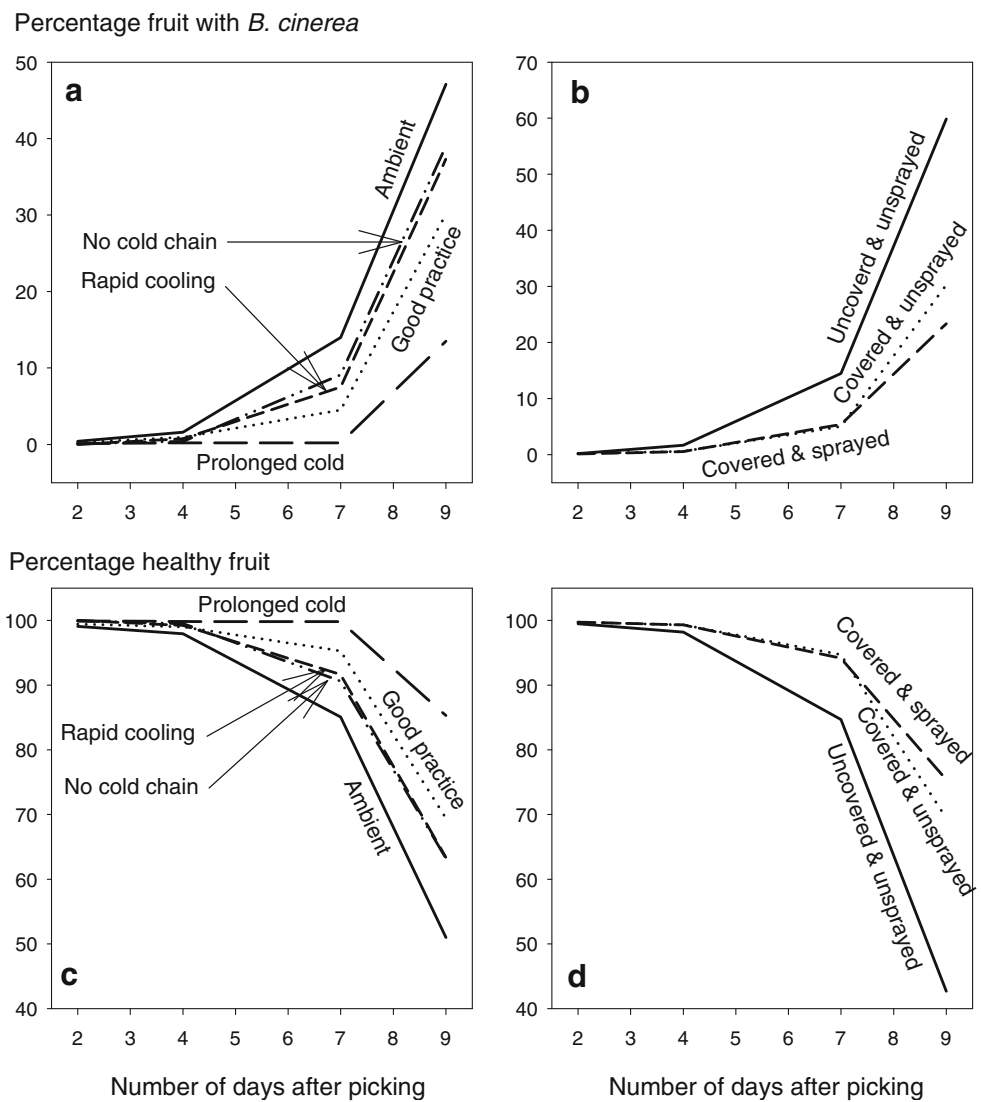 Percentage fruit with B. cinerea
a
50
40
30
20
10
0
Ambient
No cold chain
Rapid cooling
Good practice
Prolonged cold
2 3 4 5 6 7 8 9
b
70
60
50
40
30
20
10
0
Uncoverd & unsprayed
Covered & unsprayed
Covered & sprayed
2 3 4 5 6 7 8 9
Percentage healthy fruit
100
90
80
70
60
50
40
Prolonged cold
Rapid cooling
No cold chain
Good practice
Ambient
c
2 3 4 5 6 7 8 9
Number of days after picking
100
90
80
70
60
50
40
Covered & sprayed
Covered & unsprayed
Uncovered & unsprayed
d
2 3 4 5 6 7 8 9
Number of days after picking